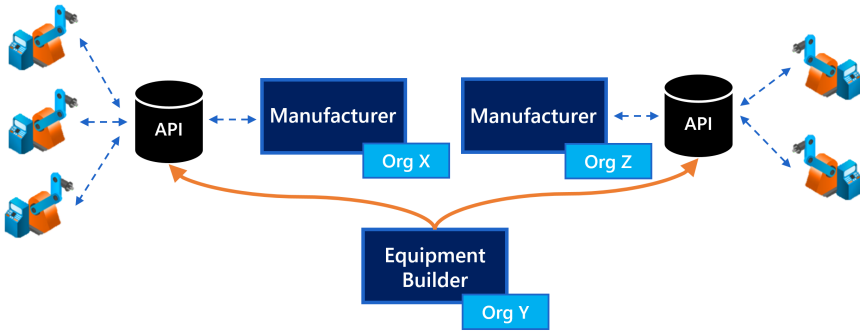 API
Manufacturer
Org X
Manufacturer
Org Z
API
Equipment
Builder
Org Y